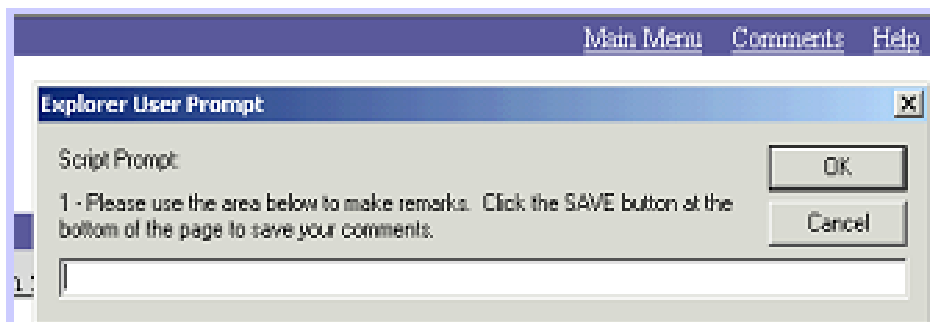 Main Menu Comments Help
Explorer User Prompt
Script Prompt:
OK
1 - Please use the area below to make remarks. Click the SAVE button at the
bottom of the page to save your comments.
Cancel